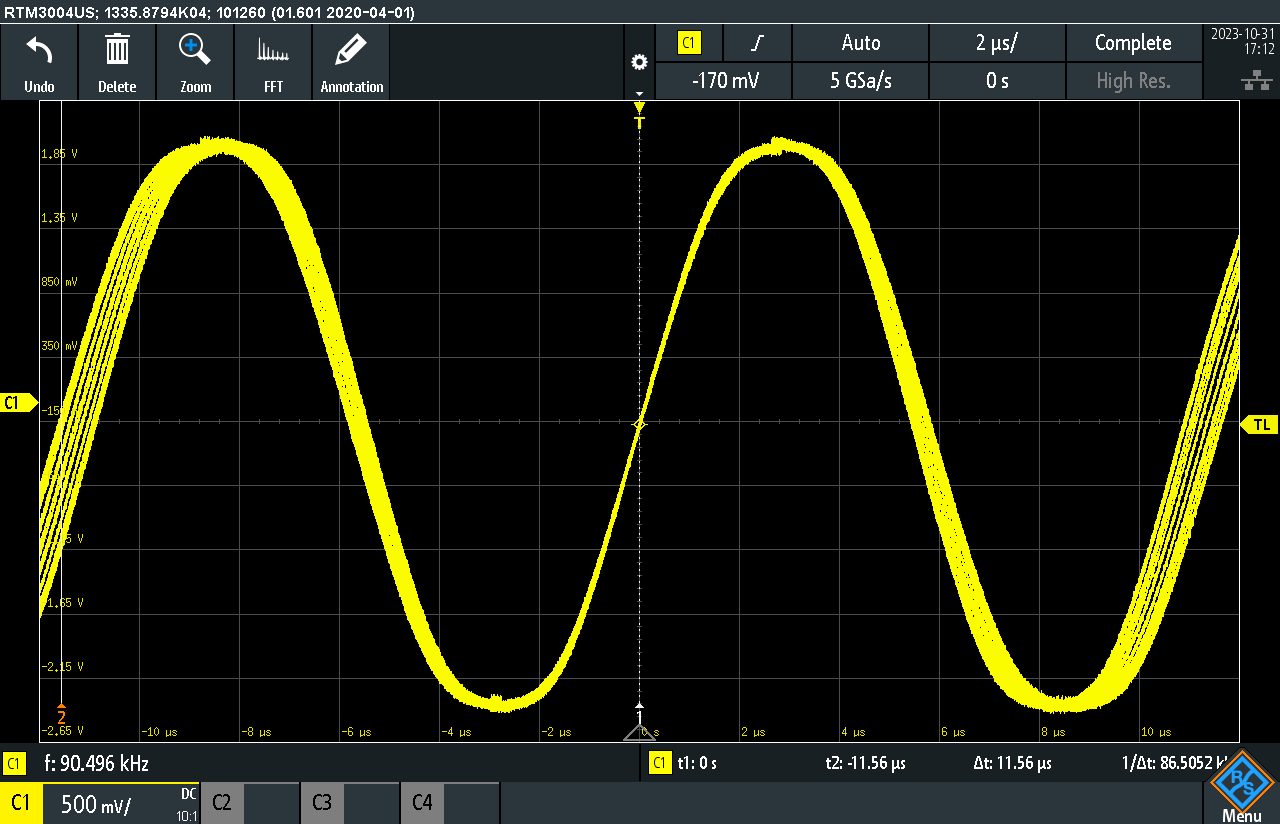 RTM3004US; 1335.8794K04; 101260 (01.601 2020-04-01)
Undo Delete Zoom FFT Annotation
C1 Auto 2 µs/ Complete
-170 mV 5 GSa/s 0 s High Res.
2023-10-31
17:12
T
1.85 V
1.35 V
850 mV
350 mV
C1
TL
-1.65 V
-2.15 V
2 1
-2.65 V -10 µs -8 µs -6 µs -4 µs -2 µs 0 s 2 µs 4 µs 6 µs 8 µs 10 µs
C1 f: 90.496 kHz C1 t1: 0 s t2: -11.56 µs Δt: 11.56 µs 1/Δt: 86.5052
C1 500 mV/ DC C2 C3 C4
10:1
R S
Menu